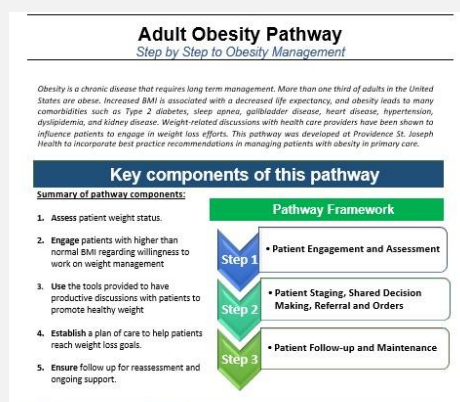 Adult Obesity Pathway
Step by Step to Obesity Management
Obesity is a chronic disease that requires long term management. More than one third of adults in the United
States are obese. Increased BMI is associated with a decreased life expectancy, and obesity leads to many
comorbidities such as Type 2 diabetes, sleep apnea, gallbladder disease, heart disease, hypertension,
dyslipidemia, and kidney disease. Weight-related discussions with health care providers have been shown to
influence patients to engage in weight loss efforts. This pathway was developed at Providence St. Joseph
Health to incorporate best practice recommendations in managing patients with obesity in primary care.
Key components of this pathway
Summary of pathway components:
1. Assess patient weight status.
2. Engage patients with higher than
normal BMI regarding willingness to
work on weight management
3. Use the tools provided to have
productive discussions with patients to
promote healthy weight
4. Establish a plan of care to help patients
reach weight loss goals.
5. Ensure follow up for reassessment and
ongoing support.
Pathway Framework
Step 1
• Patient Engagement and Assessment
Step 2
• Patient Staging, Shared Decision
Making, Referral and Orders
Step 3
• Patient Follow-up and Maintenance